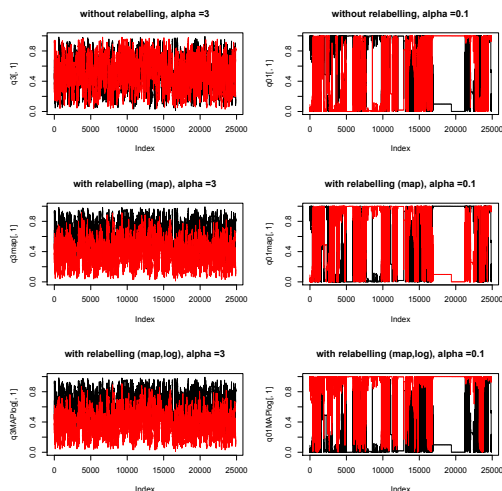 without relabelling, alpha =3
q3[, 1]
0.0 0.4 0.8
0 5000 10000 15000 20000 25000
Index
without relabelling, alpha =0.1
q01[, 1]
0.0 0.4 0.8
0 5000 10000 15000 20000 25000
Index
with relabelling (map), alpha =3
q3map[, 1]
0.0 0.4 0.8
0 5000 10000 15000 20000 25000
Index
with relabelling (map), alpha =0.1
q01map[, 1]
0.0 0.4 0.8
0 5000 10000 15000 20000 25000
Index
with relabelling (map,log), alpha =3
q3MAPlog[, 1]
0.0 0.4 0.8
0 5000 10000 15000 20000 25000
Index
with relabelling (map,log), alpha =0.1
q01MAPlog[, 1]
0.0 0.4 0.8
0 5000 10000 15000 20000 25000
Index